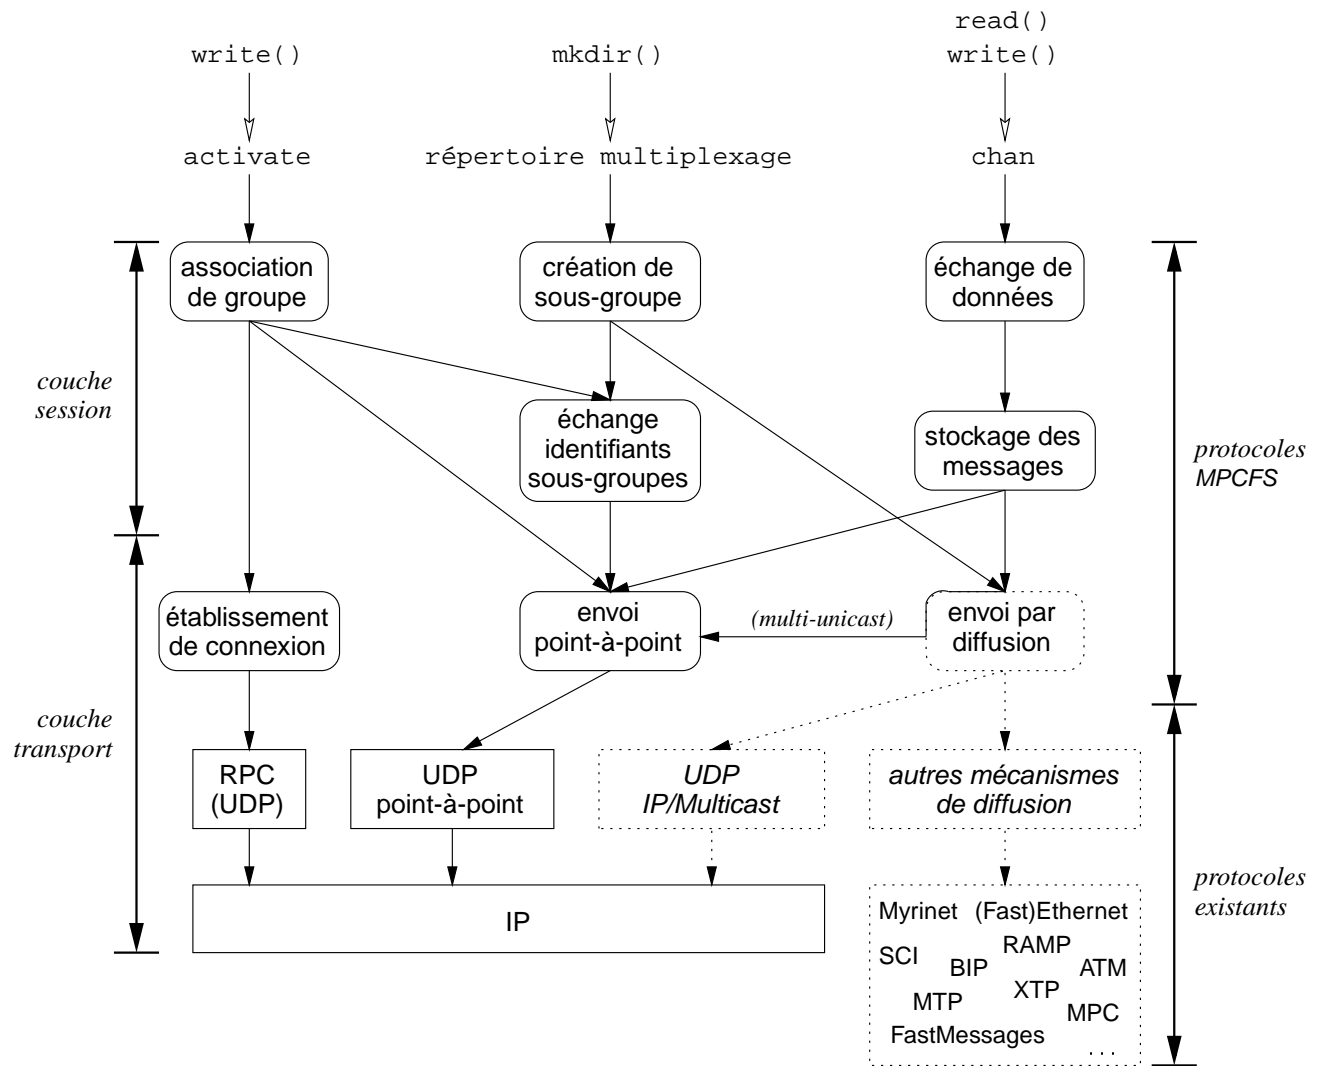 read()
write()
mkdir()
write()
activate
répertoire multiplexage
chan
association
de groupe
création de
sous-groupe
échange de
données
couche
session
échange
identifiants
sous-groupes
stockage des
messages
protocoles
MPCFS
établissement
de connexion
envoi
point-à-point
(multi-unicast)
envoi par
diffusion
couche
transport
RPC
(UDP)
UDP
point-à-point
UDP
IP/Multicast
autres mécanismes
de diffusion
IP
Myrinet (Fast)Ethernet
SCI
BIP
RAMP
ATM
MTP
XTP
MPC
FastMessages
...
protocoles
existants